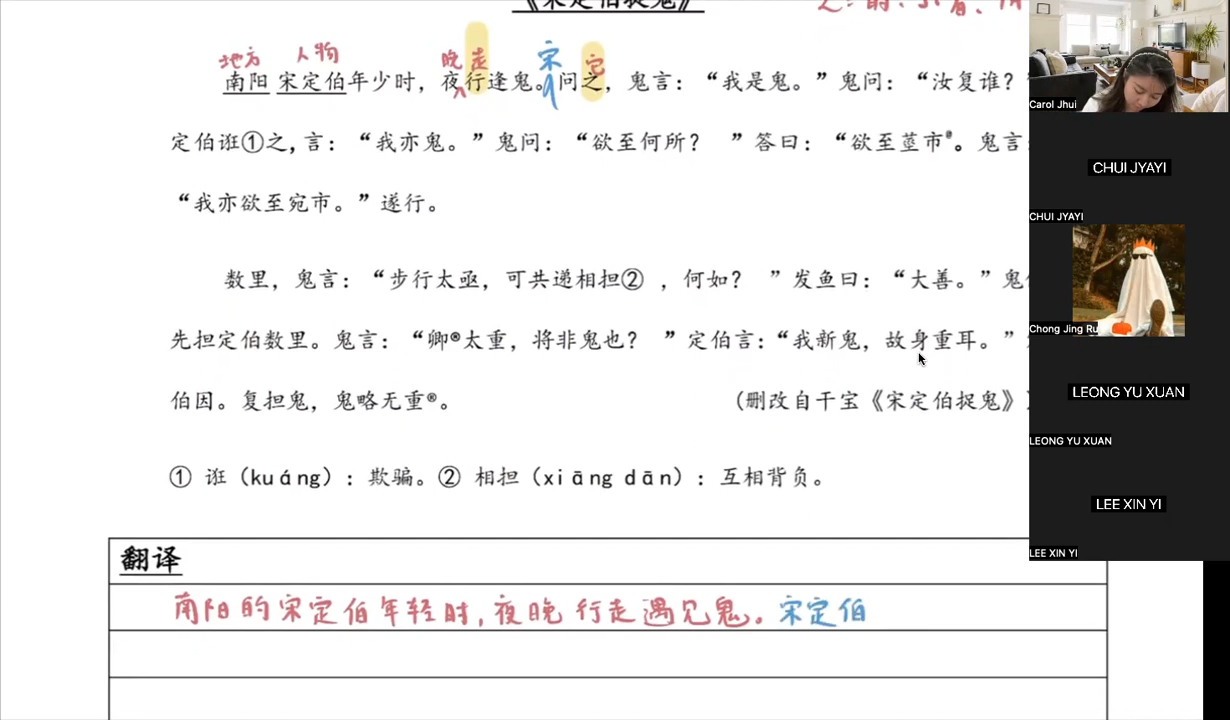 《宋定伯捉鬼》
地方 人物 晚 走 宋 它
南阳 宋定伯年少时，夜行逢鬼。问之，鬼言：“我是鬼。”鬼问：“汝复谁？
定伯诳①之，言：“我亦鬼。”鬼问：“欲至何所？ ”答曰：“欲至莖市。鬼言：
“我亦欲至宛市。”遂行。
数里，鬼言：“步行太亟，可共递相担② ，何如？ ”发鱼曰：“大善。”鬼
先担定伯数里。鬼言：“卿®太重，将非鬼也？ ”定伯言：“我新鬼，故身重耳。”
伯因。复担鬼，鬼略无重®。
(删改自干宝《宋定伯捉鬼》)
① 诳（kuáng）：欺骗。② 相担（xiāng dān）：互相背负。
翻译
南阳的宋定伯年轻时，夜晚行走遇见鬼。宋定伯
Carol Jhui
CHUI JYAYI
CHUI JYAYI
Chong Jing Ru
LEONG YU XUAN
LEONG YU XUAN
LEE XIN YI
LEE XIN YI